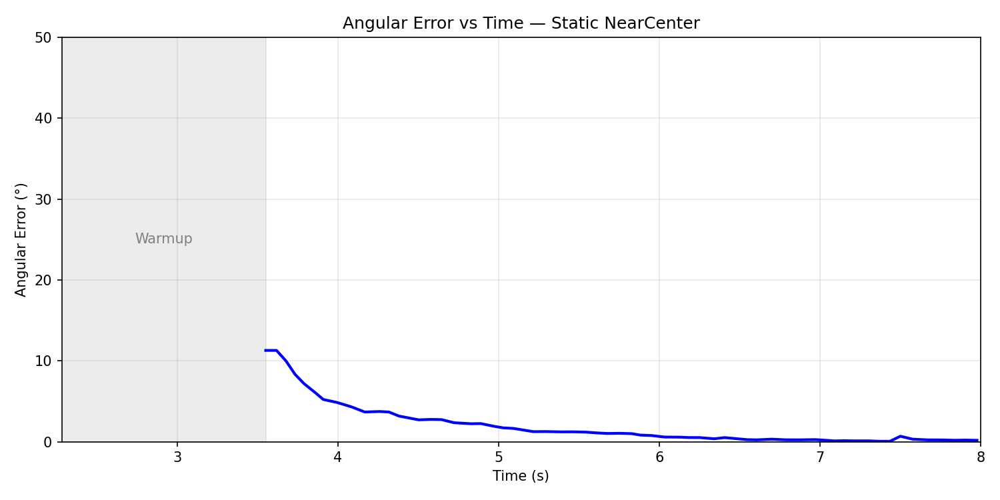 Angular Error vs Time — Static NearCenter
50
40
30
20
10
0
Angular Error (°)
Warmup
3 4 5 6 7 8
Time (s)